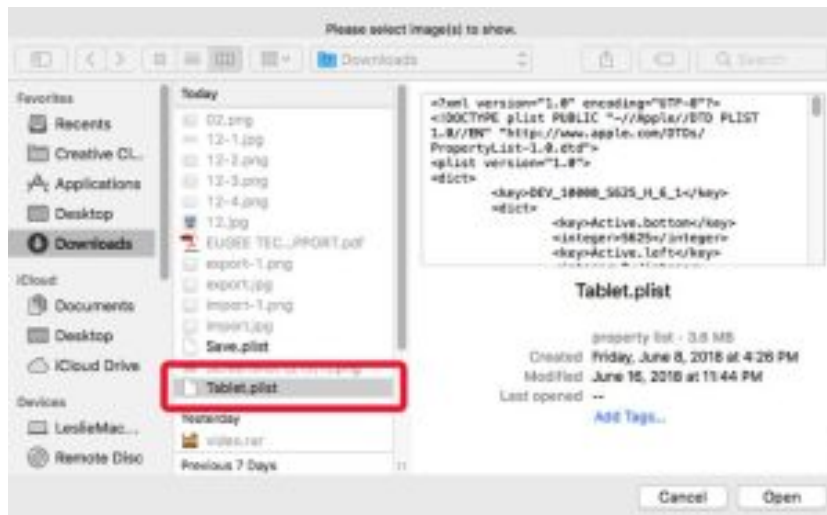 Please select image(s) to show.
Downloads
Search
Favorites
Recents
Creative CL..
Applications
Desktop
Downloads
iCloud
Documents
Desktop
iCloud Drive
Devices
LeslieMac...
Remote Disc
Today
02.png
12-1.jpg
12-2.png
12-3.png
12-4.png
12.jpg
EUGEE TEC...PPORT.pdf
export-1.png
export.jpg
import-1.png
import.jpg
Save.plist
Tablet.plist
Yesterday
video.rar
Previous 7 Days
<?xml version="1.0" encoding="UTF-8"?>
<!DOCTYPE plist PUBLIC "-//Apple//DTD PLIST
1.0//EN" "http://www.apple.com/DTDs/
PropertyList-1.0.dtd">
<plist version="1.0">
<dict>
<key>DEV_10000_5625_H_6_1</key>
<dict>
<key>Active.bottom</key>
<integer>5625</integer>
<key>Active.left</key>
Tablet.plist
property list - 3.8 MB
Created Friday, June 8, 2018 at 4:26 PM
Modified June 16, 2018 at 11:44 PM
Last opened --
Add Tags...
Cancel
Open